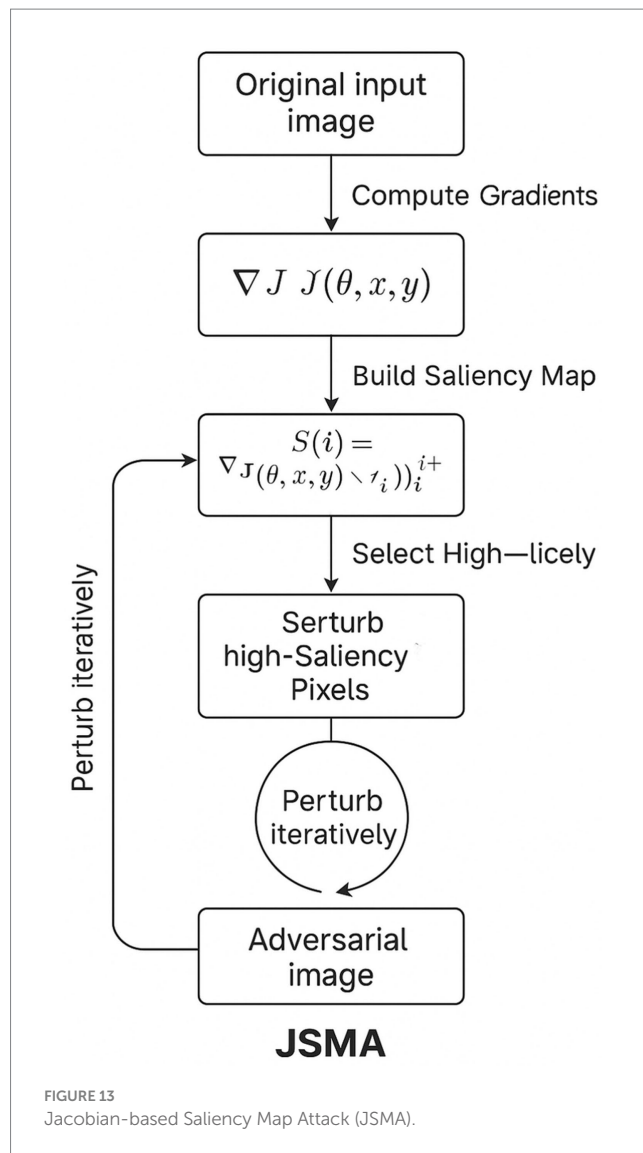 Original input
image
Compute Gradients
∇J J(θ, x, y)
Build Saliency Map
S(i) =
∇J(θ, x, y)
Select High—licely
Serturb
high-Saliency
Pixels
Perturb
iteratively
Perturb iteratively
Adversarial
image
JSMA
FIGURE 13
Jacobian-based Saliency Map Attack (JSMA).